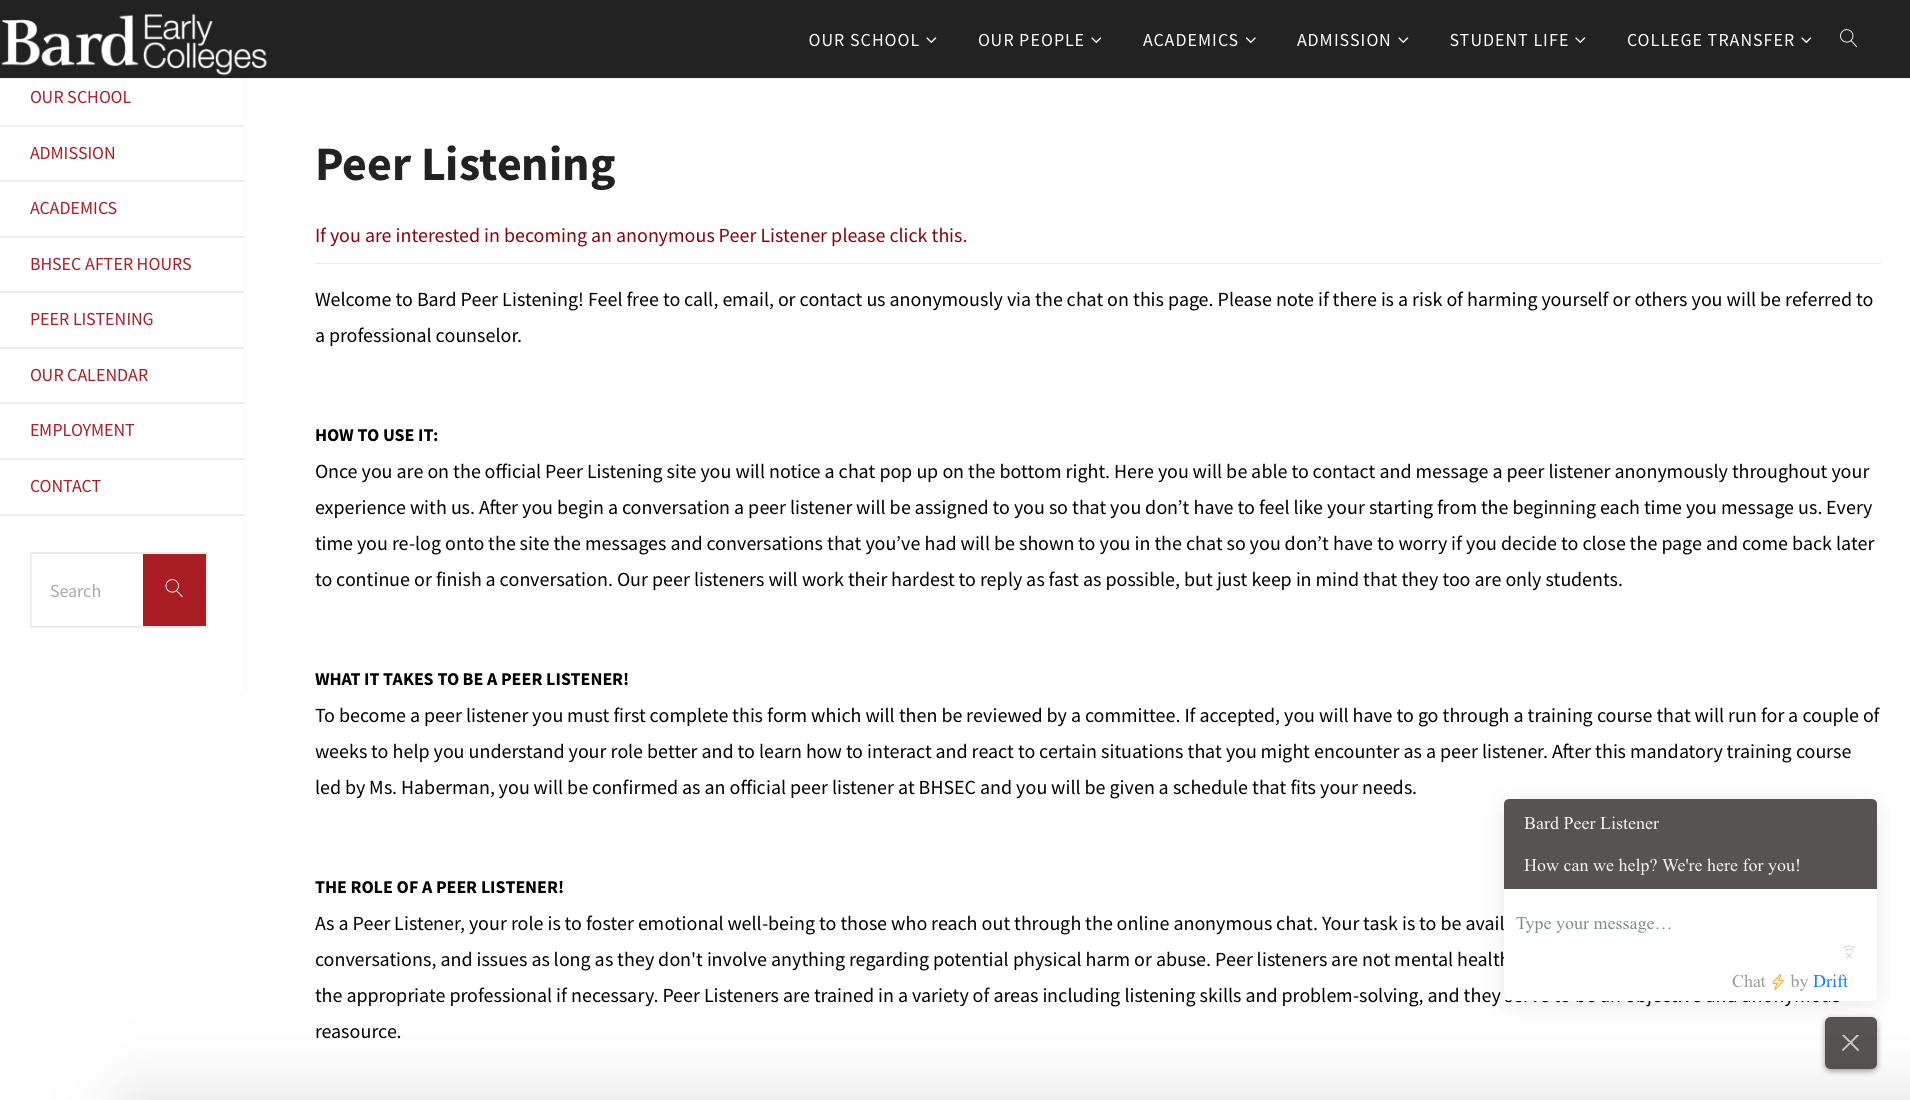 Bard Early Colleges
OUR SCHOOL
OUR PEOPLE
ACADEMICS
ADMISSION
STUDENT LIFE
COLLEGE TRANSFER
OUR SCHOOL
ADMISSION
ACADEMICS
BHSEC AFTER HOURS
PEER LISTENING
OUR CALENDAR
EMPLOYMENT
CONTACT
Search
Peer Listening
If you are interested in becoming an anonymous Peer Listener please click this.
Welcome to Bard Peer Listening! Feel free to call, email, or contact us anonymously via the chat on this page. Please note if there is a risk of harming yourself or others you will be referred to
a professional counselor.
HOW TO USE IT:
Once you are on the official Peer Listening site you will notice a chat pop up on the bottom right. Here you will be able to contact and message a peer listener anonymously throughout your
experience with us. After you begin a conversation a peer listener will be assigned to you so that you don’t have to feel like your starting from the beginning each time you message us. Every
time you re-log onto the site the messages and conversations that you’ve had will be shown to you in the chat so you don’t have to worry if you decide to close the page and come back later
to continue or finish a conversation. Our peer listeners will work their hardest to reply as fast as possible, but just keep in mind that they too are only students.
WHAT IT TAKES TO BE A PEER LISTENER!
To become a peer listener you must first complete this form which will then be reviewed by a committee. If accepted, you will have to go through a training course that will run for a couple of
weeks to help you understand your role better and to learn how to interact and react to certain situations that you might encounter as a peer listener. After this mandatory training course
led by Ms. Haberman, you will be confirmed as an official peer listener at BHSEC and you will be given a schedule that fits your needs.
THE ROLE OF A PEER LISTENER!
As a Peer Listener, your role is to foster emotional well-being to those who reach out through the online anonymous chat. Your task is to be avail
conversations, and issues as long as they don't involve anything regarding potential physical harm or abuse. Peer listeners are not mental health
the appropriate professional if necessary. Peer Listeners are trained in a variety of areas including listening skills and problem-solving, and they serve to be an objective and anonymous
reasource.
Bard Peer Listener
How can we help? We're here for you!
Type your message…
Chat ⚡ by Drift